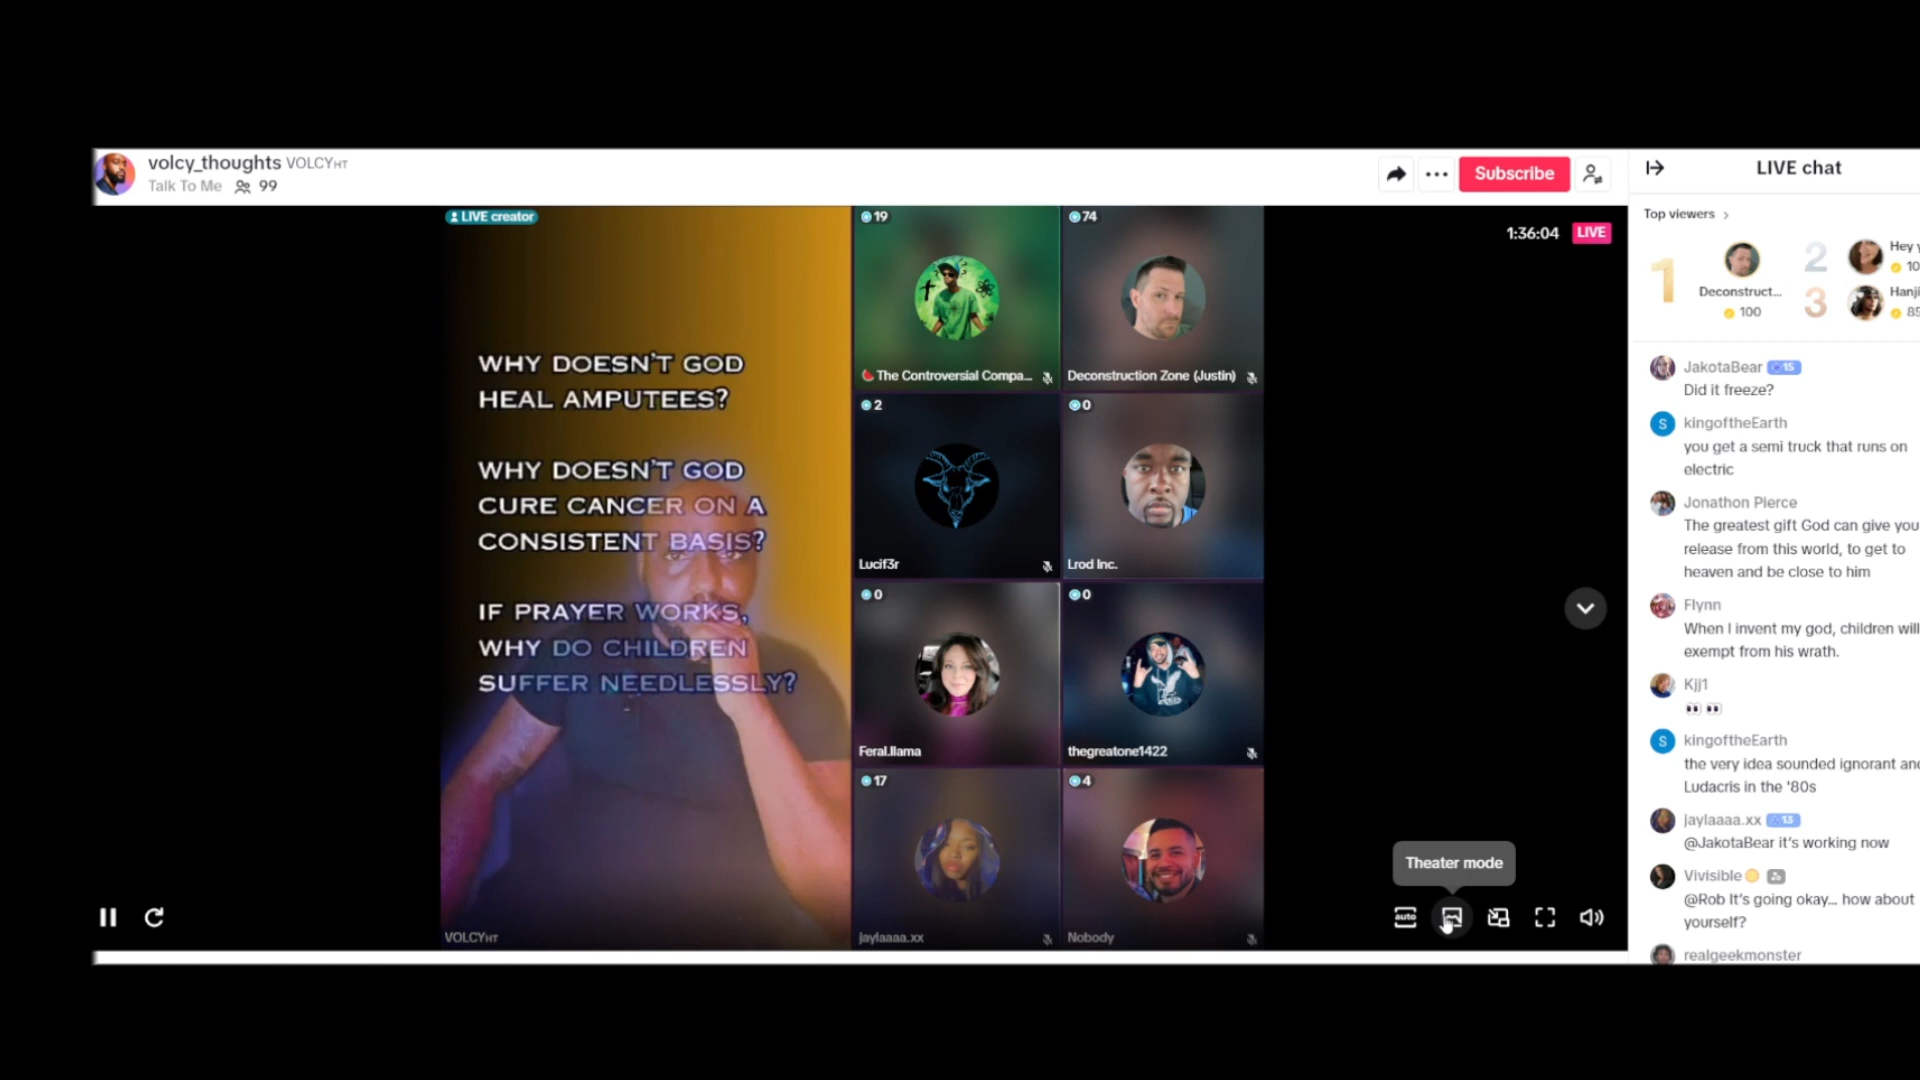 volcy_thoughts VOLCYHT
Talk To Me 99
Subscribe
LIVE chat
Top viewers
1
Deconstruct...
100
2
Hey y
10
3
Hanji
85
LIVE creator
1:36:04 LIVE
WHY DOESN'T GOD
HEAL AMPUTEES?
WHY DOESN'T GOD
CURE CANCER ON A
CONSISTENT BASIS?
IF PRAYER WORKS,
WHY DO CHILDREN
SUFFER NEEDLESSLY?
VOLCYHT
19
The Controversial Compa...
74
Deconstruction Zone (Justin)
2
Lucif3r
0
Lrod Inc.
0
Feral.llama
0
thegreatone1422
17
jaylaaaa.xx
4
Nobody
Theater mode
auto
JakotaBear 15
Did it freeze?
S
kingoftheEarth
you get a semi truck that runs on
electric
Jonathon Pierce
The greatest gift God can give you
release from this world, to get to
heaven and be close to him
Flynn
When I invent my god, children will
exempt from his wrath.
Kjj1
S
kingoftheEarth
the very idea sounded ignorant and
Ludacris in the '80s
jaylaaaa.xx 13
@JakotaBear it's working now
Vivisible
@Rob It's going okay... how about
yourself?
realgeekmonster